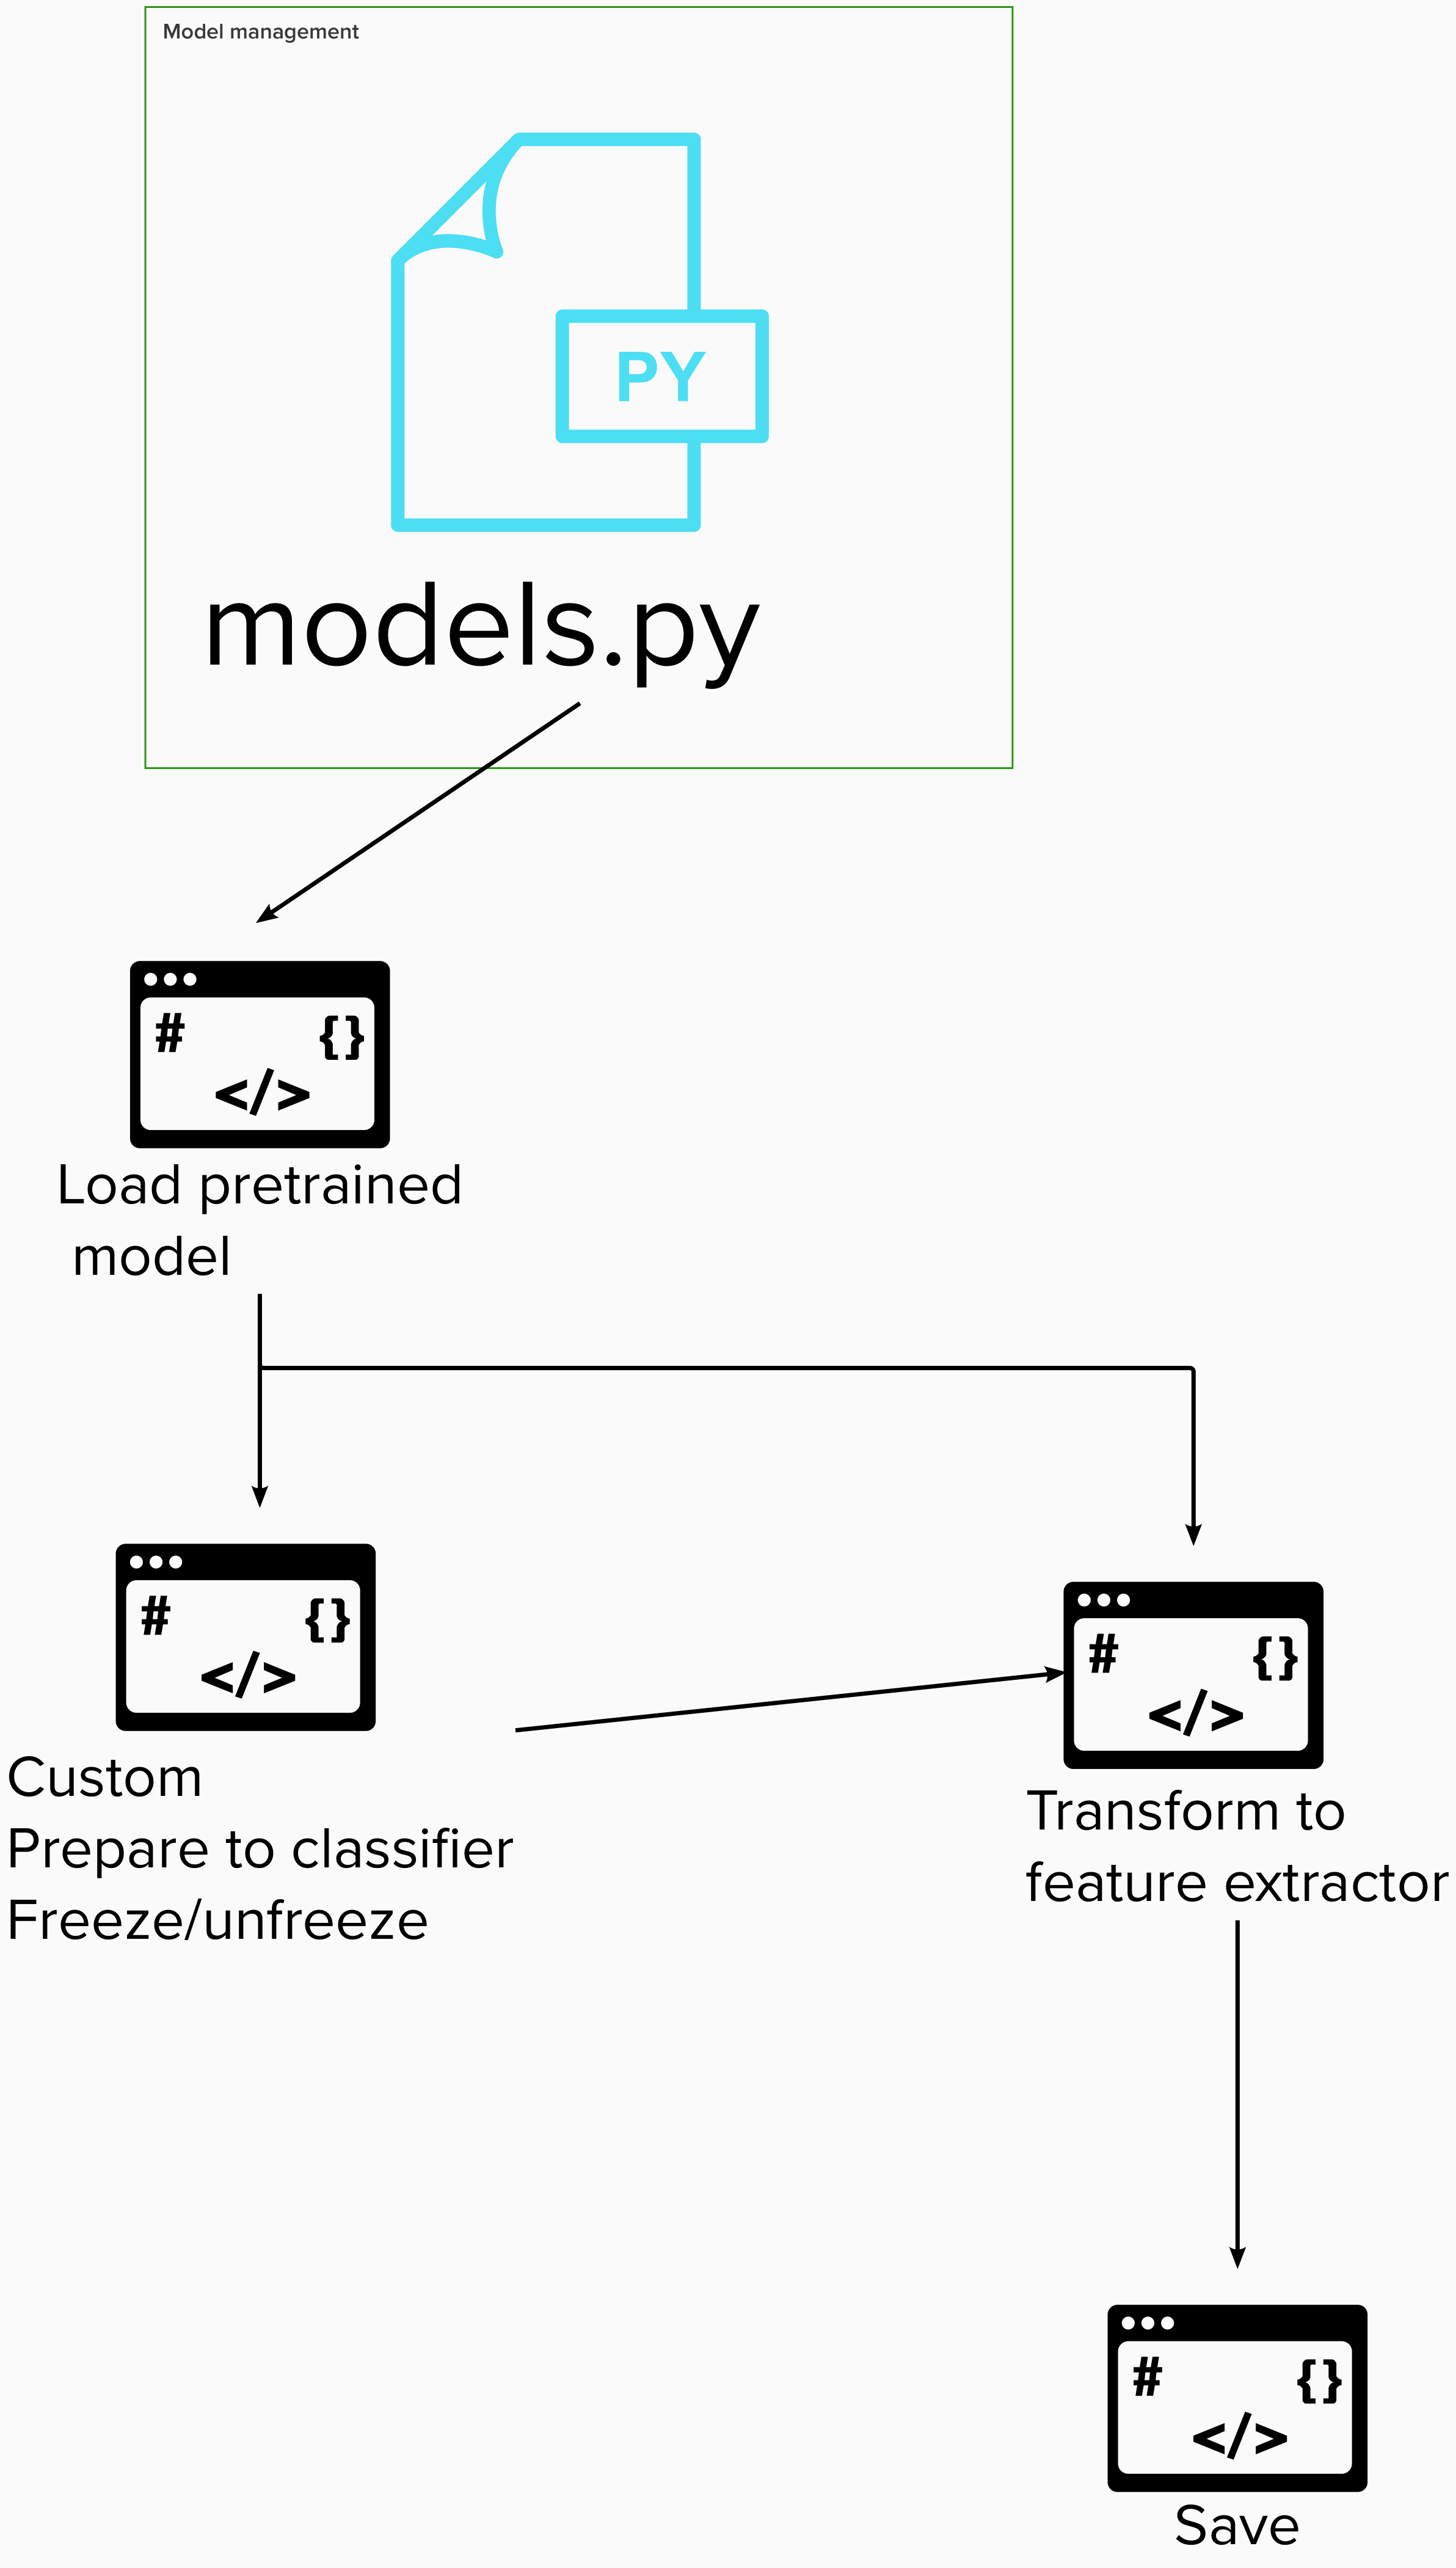 Model management
PY
models.py
# {}
</>
Load pretrained
model
# {}
</>
Custom
Prepare to classifier
Freeze/unfreeze
# {}
</>
Transform to
feature extractor
# {}
</>
Save